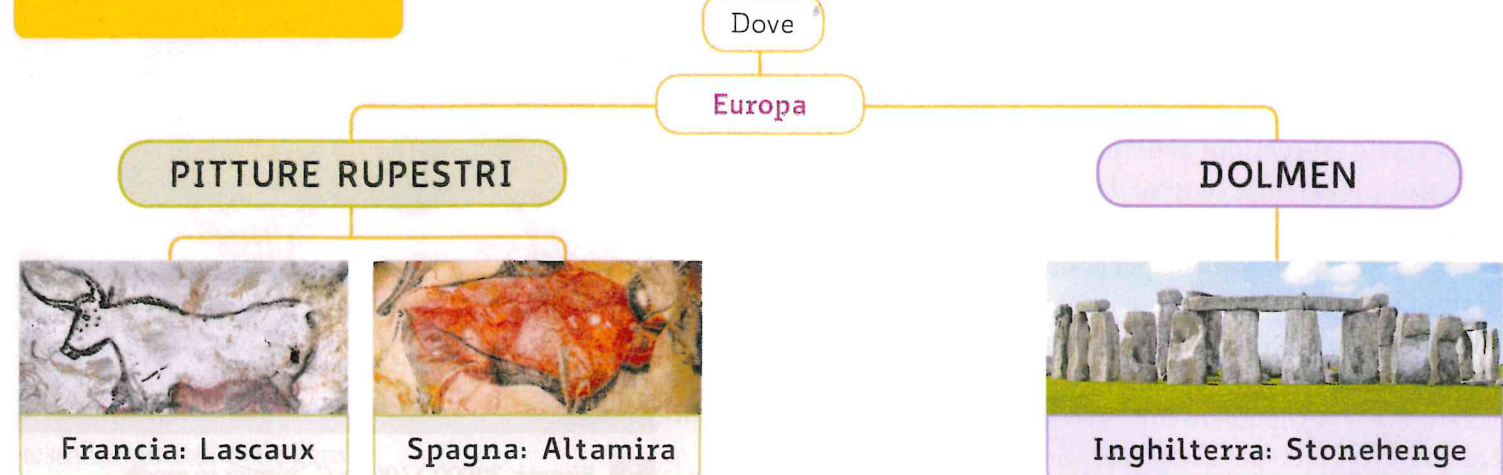 Dove
Europa
PITTURE RUPESTRI
DOLMEN
Francia: Lascaux
Spagna: Altamira
Inghilterra: Stonehenge